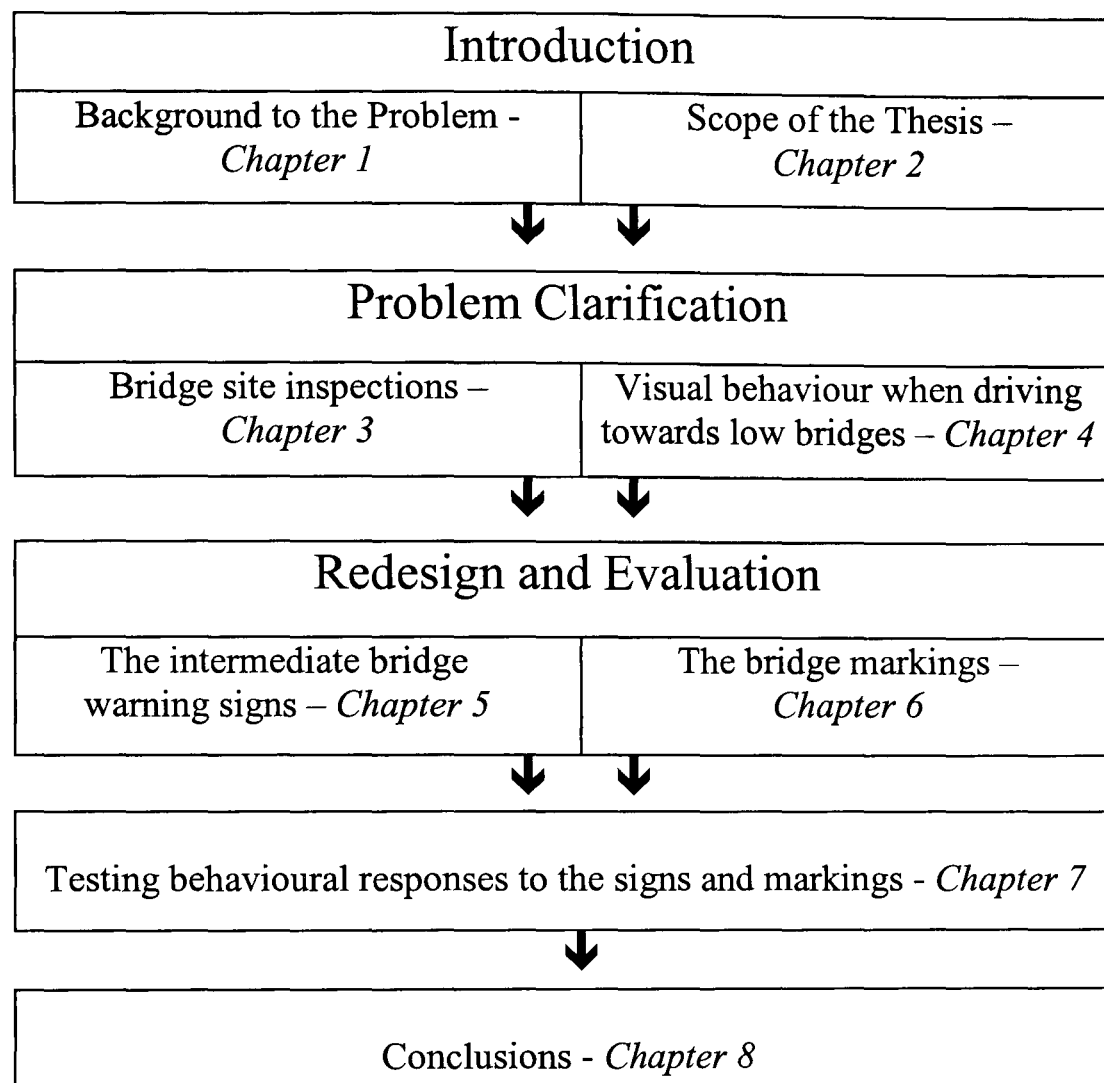 Introduction
Background to the Problem -
Chapter 1
Scope of the Thesis –
Chapter 2
Problem Clarification
Bridge site inspections –
Chapter 3
Visual behaviour when driving
towards low bridges – Chapter 4
Redesign and Evaluation
The intermediate bridge
warning signs – Chapter 5
The bridge markings –
Chapter 6
Testing behavioural responses to the signs and markings - Chapter 7
Conclusions - Chapter 8